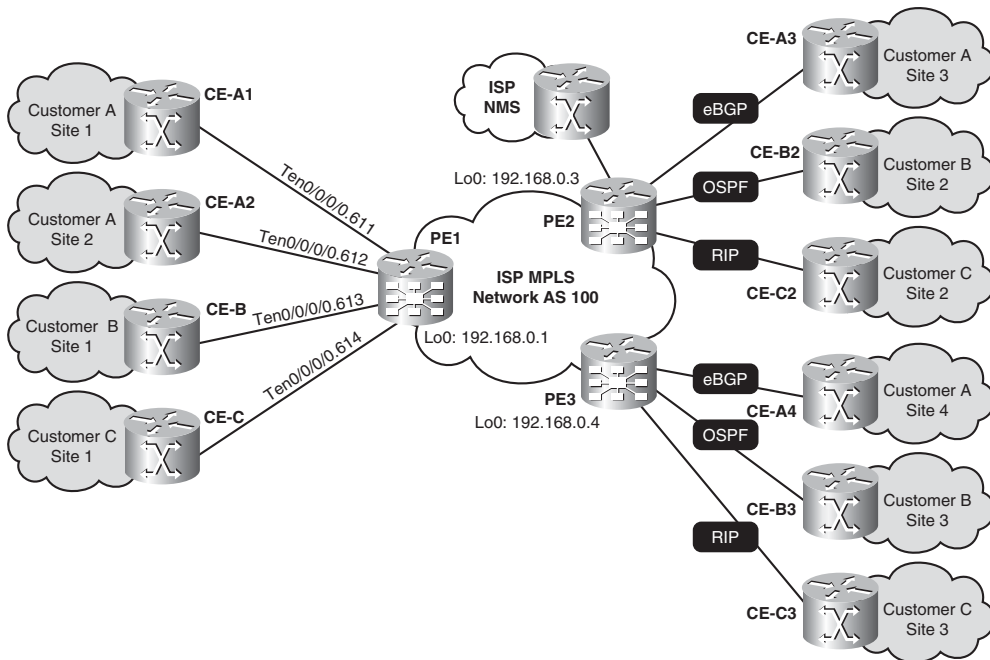 Customer A
Site 1
CE-A1
Ten0/0/0/0.611
Customer A
Site 2
CE-A2
Ten0/0/0/0.612
Customer B
Site 1
CE-B
Ten0/0/0/0.613
Customer C
Site 1
CE-C
Ten0/0/0/0.614
PE1
Lo0: 192.168.0.1
ISP MPLS
Network AS 100
ISP
NMS
Lo0: 192.168.0.3
PE2
PE3
Lo0: 192.168.0.4
eBGP
CE-A3
Customer A
Site 3
OSPF
CE-B2
Customer B
Site 2
RIP
CE-C2
Customer C
Site 2
eBGP
CE-A4
Customer A
Site 4
OSPF
CE-B3
Customer B
Site 3
RIP
CE-C3
Customer C
Site 3